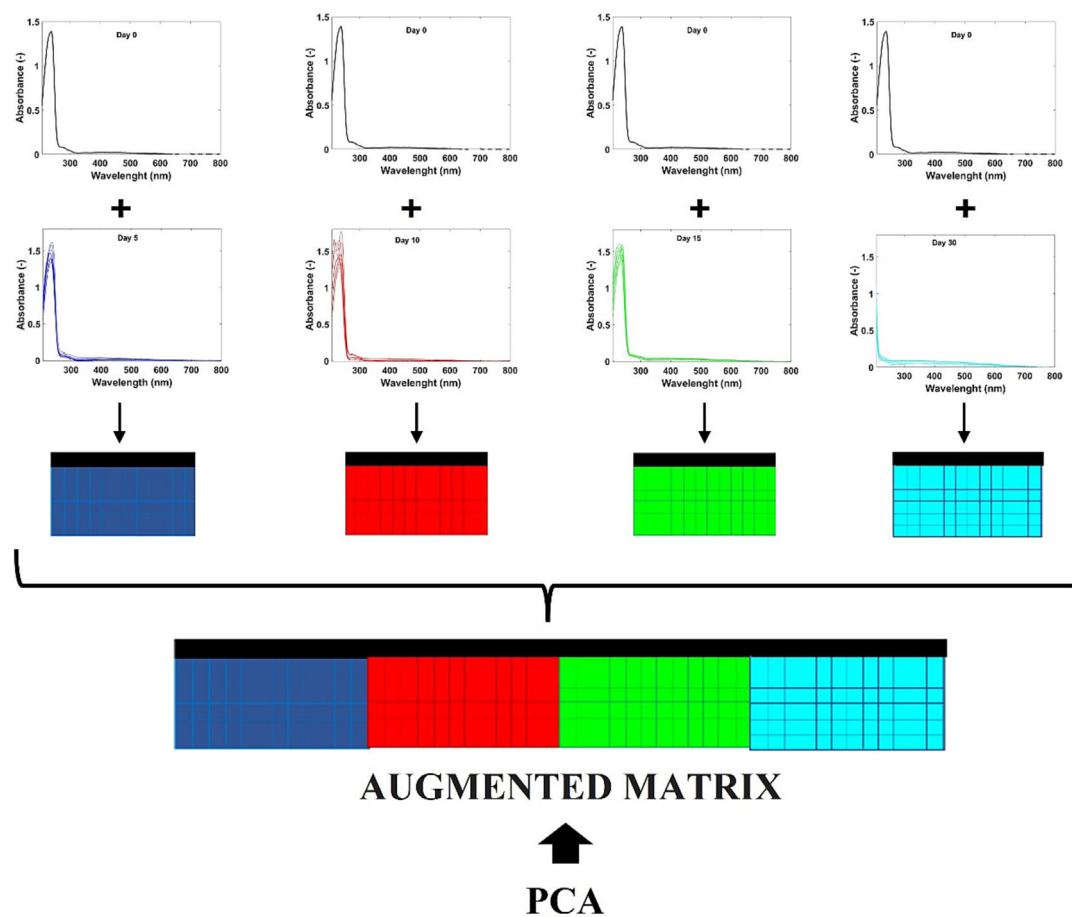 1.5
Day 0
1
0.5
0
Absorbance (-)
300 400 500 600 700 800
Wavelenght (nm)
1.5
Day 0
1
0.5
0
Absorbance (-)
300 400 500 600 700 800
Wavelenght (nm)
1.5
Day 0
1
0.5
0
Absorbance (-)
300 400 500 600 700 800
Wavelenght (nm)
1.5
Day 0
1
0.5
0
Absorbance (-)
300 400 500 600 700 800
Wavelenght (nm)
+
+
+
+
Day 5
1.5
1
0.5
0
Absorbance (-)
300 400 500 600 700 800
Wavelength (nm)
Day 10
1.5
1
0.5
0
Absorbance (-)
300 400 500 600 700 800
Wavelength (nm)
Day 15
1.5
1
0.5
0
Absorbance (-)
300 400 500 600 700 800
Wavelenght (nm)
Day 30
1.5
1
0.5
0
Absorbance (-)
300 400 500 600 700 800
Wavelenght (nm)
AUGMENTED MATRIX
PCA